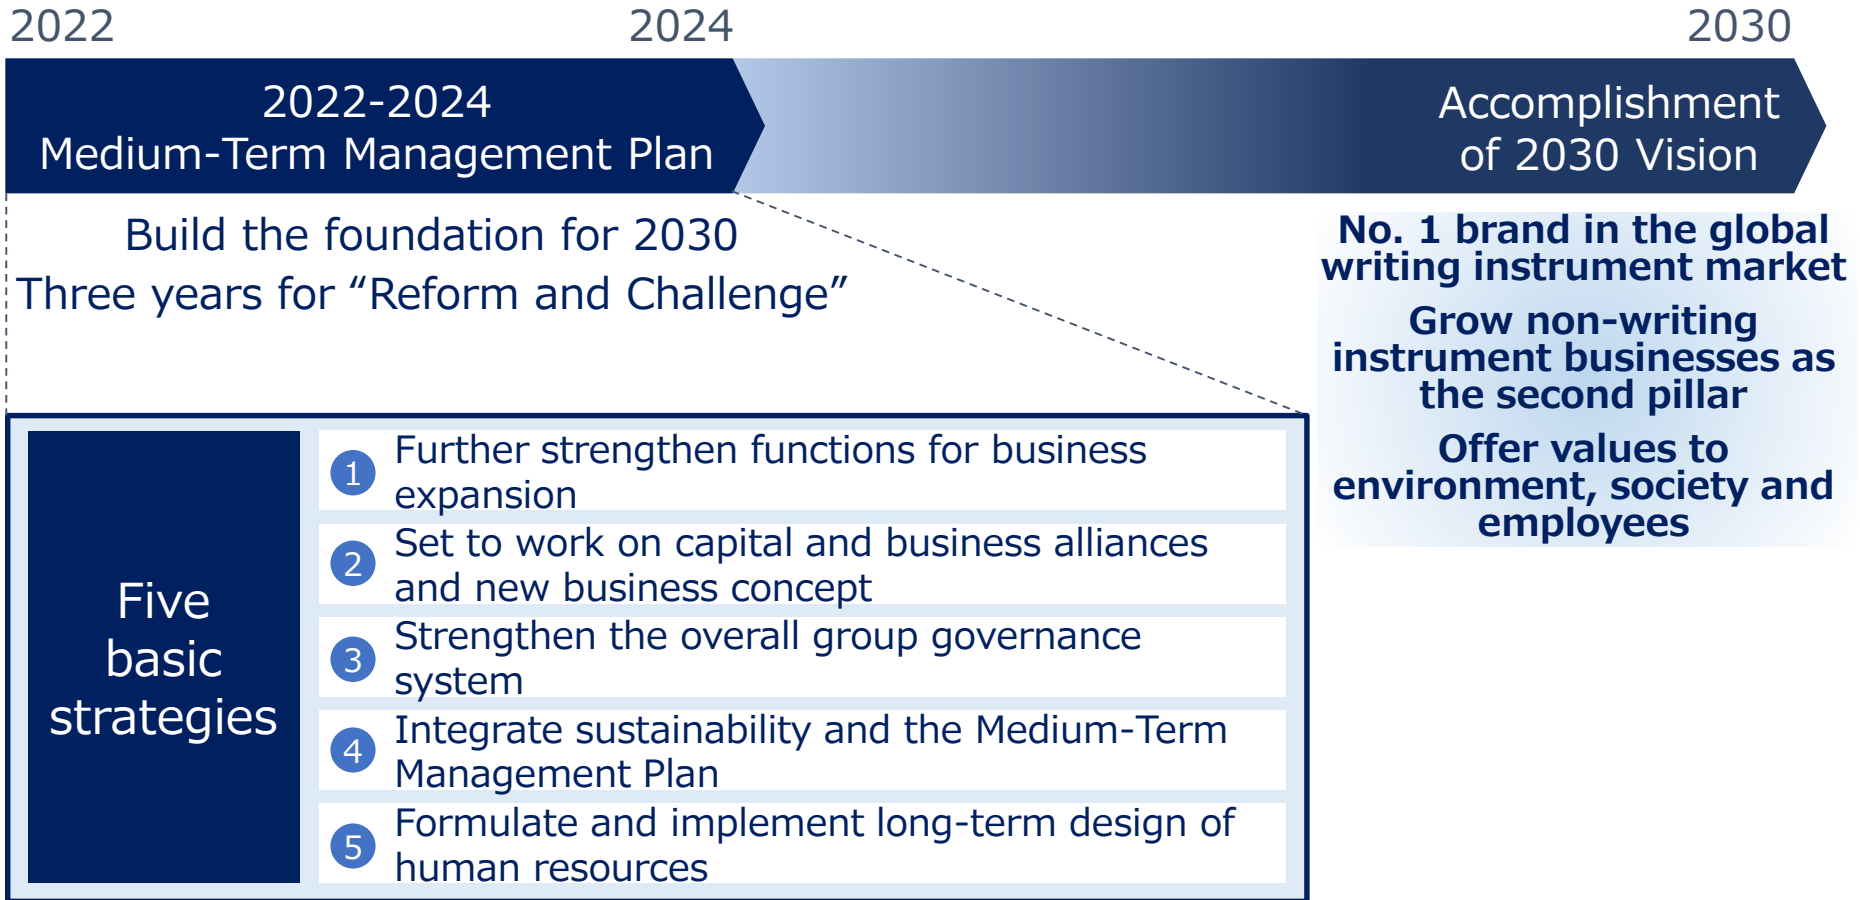 2022
2024
2030
2022-2024
Medium-Term Management Plan
Accomplishment
of 2030 Vision
Build the foundation for 2030
Three years for “Reform and Challenge”
No. 1 brand in the global
writing instrument market
Grow non-writing
instrument businesses as
the second pillar
Offer values to
environment, society and
employees
Five
basic
strategies
1 Further strengthen functions for business
expansion
2 Set to work on capital and business alliances
and new business concept
3 Strengthen the overall group governance
system
4 Integrate sustainability and the Medium-Term
Management Plan
5 Formulate and implement long-term design of
human resources